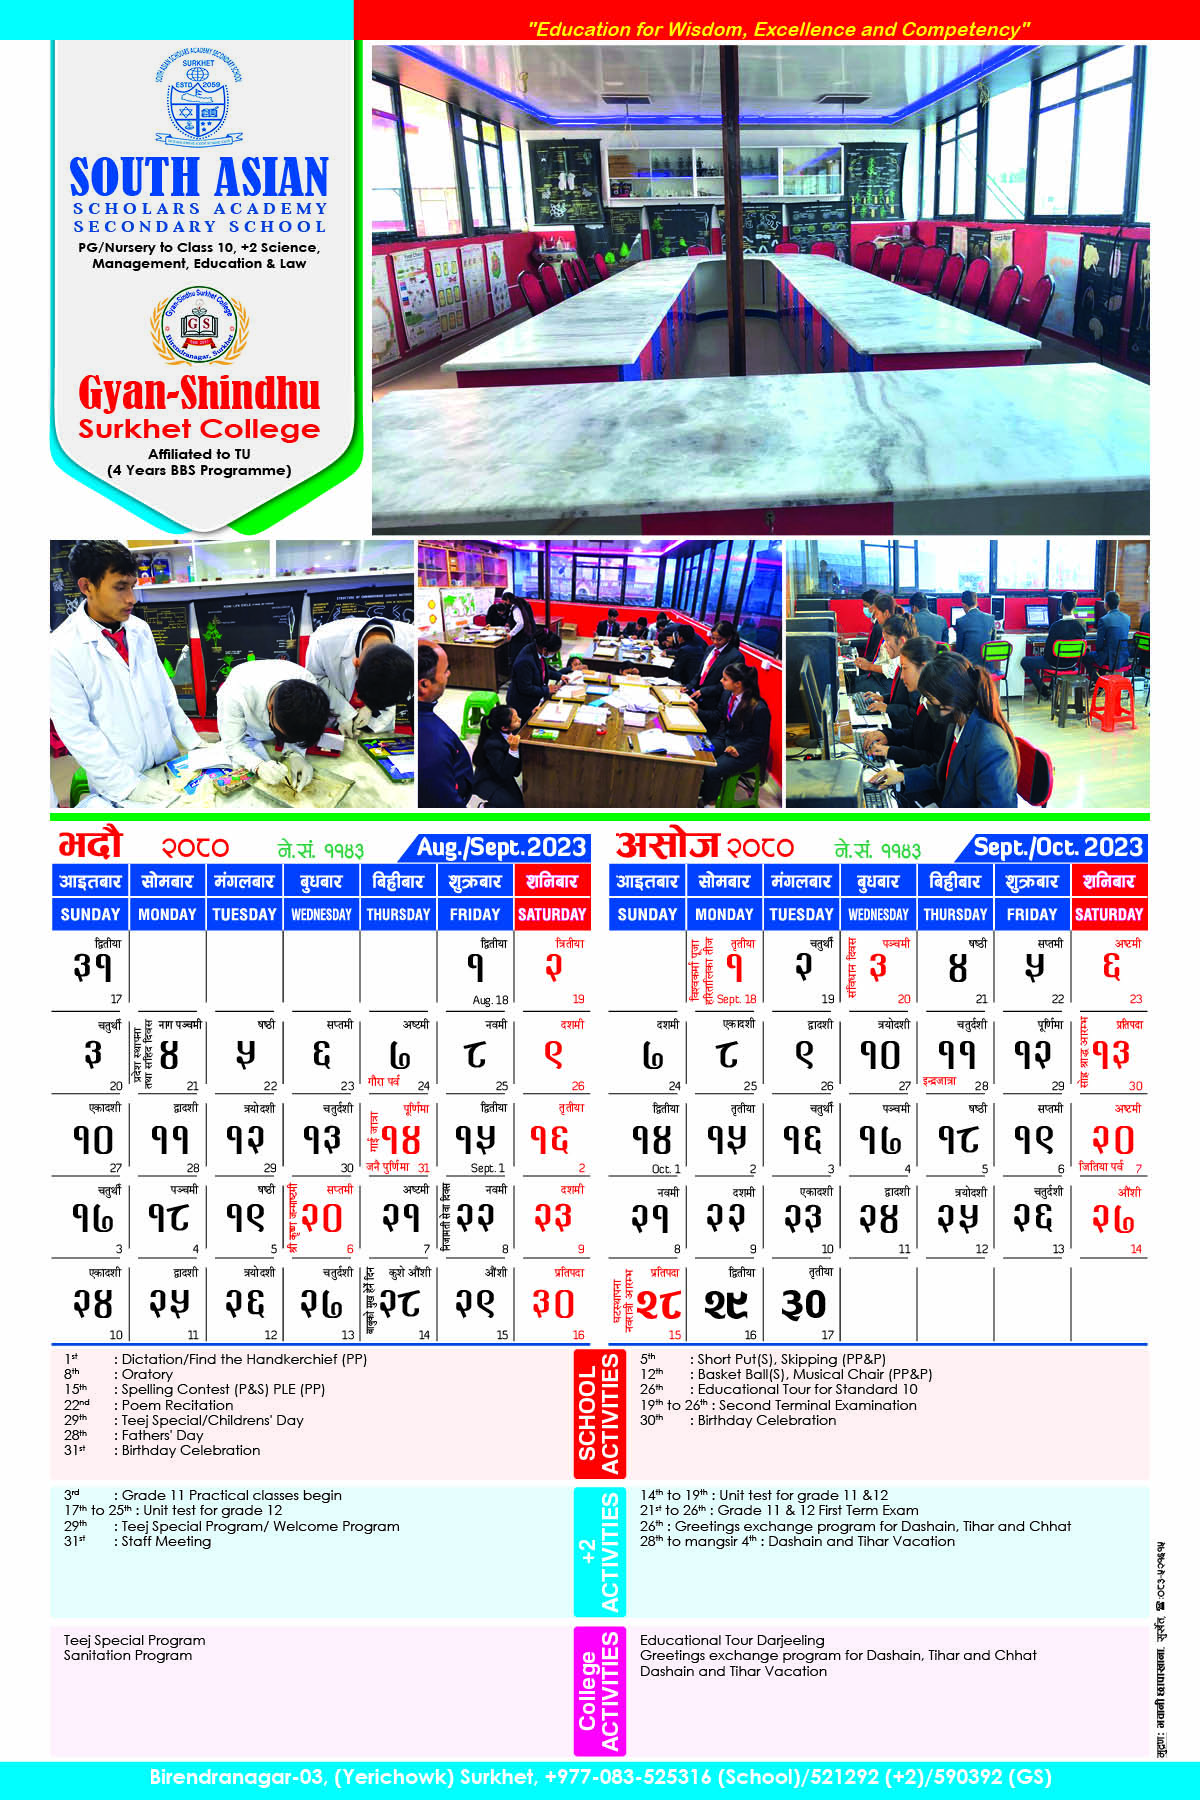 "Education for Wisdom, Excellence and Competency"
SOUTH ASIAN SCHOLARS ACADEMY SECONDARY SCHOOL
SURKHET
ESTD. 2059
SOUTH ASIAN
SCHOLARS ACADEMY
SECONDARY SCHOOL
PG/Nursery to Class 10, +2 Science,
Management, Education & Law
Gyan-Sindhu Surkhet College
G S
Birendranagar, Surkhet
Gyan-Shindhu
Surkhet College
Affiliated to TU
(4 Years BBS Programme)
भदौ २०८० ने.सं. ११४३ Aug./Sept.2023
आइतबार सोमबार मंगलबार बुधबार बिहीबार शुक्रबार शनिबार
SUNDAY MONDAY TUESDAY WEDNESDAY THURSDAY FRIDAY SATURDAY
द्वितीया द्वितीया त्रितीया
३१ १ २
17 Aug. 18 19
चतुर्थी प्रदेश स्थापना तथा सहिद दिवस नाग पञ्चमी षष्ठी सप्तमी अष्टमी नवमी दशमी
३ ४ ५ ६ ७ ८ ९
20 21 22 23 गौरा पर्व 24 25 26
एकादशी द्वादशी त्रयोदशी चतुर्दशी गाई जात्रा पूर्णिमा द्वितीया तृतीया
१० ११ १२ १३ १४ १५ १६
27 28 29 30 जनै पुर्णिमा 31 Sept. 1 2
चतुर्थी पञ्चमी षष्ठी श्री कृष्ण जन्माष्टमी सप्तमी अष्टमी निजामती सेवा दिवस नवमी दशमी
१७ १८ १९ २० २१ २२ २३
3 4 5 6 7 8 9
एकादशी द्वादशी त्रयोदशी चतुर्दशी बाबुको मुख हेर्ने दिन कुशे औंशी औंशी प्रतिपदा
२४ २५ २६ २७ २८ २९ ३०
10 11 12 13 14 15 16
असोज २०८० ने.सं. ११४३ Sept./Oct. 2023
आइतबार सोमबार मंगलबार बुधबार बिहीबार शुक्रबार शनिबार
SUNDAY MONDAY TUESDAY WEDNESDAY THURSDAY FRIDAY SATURDAY
विश्वकर्मा पूजा हरितालिका तीज तृतीया चतुर्थी संविधान दिवस पञ्चमी षष्ठी सप्तमी अष्टमी
१ २ ३ ४ ५ ६
Sept. 18 19 20 21 22 23
दशमी एकादशी द्वादशी त्रयोदशी चतुर्दशी पूर्णिमा सोह्र श्राद्ध आरम्भ प्रतिपदा
७ ८ ९ १० ११ १२ १३
24 25 26 27 इन्द्रजात्रा 28 29 30
द्वितीया तृतीया चतुर्थी पञ्चमी षष्ठी सप्तमी अष्टमी
१४ १५ १६ १७ १८ १९ २०
Oct. 1 2 3 4 5 6 जितिया पर्व 7
नवमी दशमी एकादशी द्वादशी त्रयोदशी चतुर्दशी औंशी
२१ २२ २३ २४ २५ २६ २७
8 9 10 11 12 13 14
घटस्थापना नवरात्री आरम्भ प्रतिपदा द्वितीया तृतीया
२८ २९ ३०
15 16 17
1st : Dictation/Find the Handkerchief (PP)
8th : Oratory
15th : Spelling Contest (P&S) PLE (PP)
22nd : Poem Recitation
29th : Teej Special/Childrens' Day
28th : Fathers' Day
31st : Birthday Celebration
SCHOOL
ACTIVITIES
5th : Short Put(S), Skipping (PP&P)
12th : Basket Ball(S), Musical Chair (PP&P)
26th : Educational Tour for Standard 10
19th to 26th : Second Terminal Examination
30th : Birthday Celebration
3rd : Grade 11 Practical classes begin
17th to 25th : Unit test for grade 12
29th : Teej Special Program/ Welcome Program
31st : Staff Meeting
+2
ACTIVITIES
14th to 19th : Unit test for grade 11 &12
21st to 26th : Grade 11 & 12 First Term Exam
26th : Greetings exchange program for Dashain, Tihar and Chhat
28th to mangsir 4th : Dashain and Tihar Vacation
Teej Special Program
Sanitation Program
College
ACTIVITIES
Educational Tour Darjeeling
Greetings exchange program for Dashain, Tihar and Chhat
Dashain and Tihar Vacation
मुद्रण: भवानी छापाखाना, सुर्खेत, ☎:०८३-५२१६१५
Birendranagar-03, (Yerichowk) Surkhet, +977-083-525316 (School)/521292 (+2)/590392 (GS)